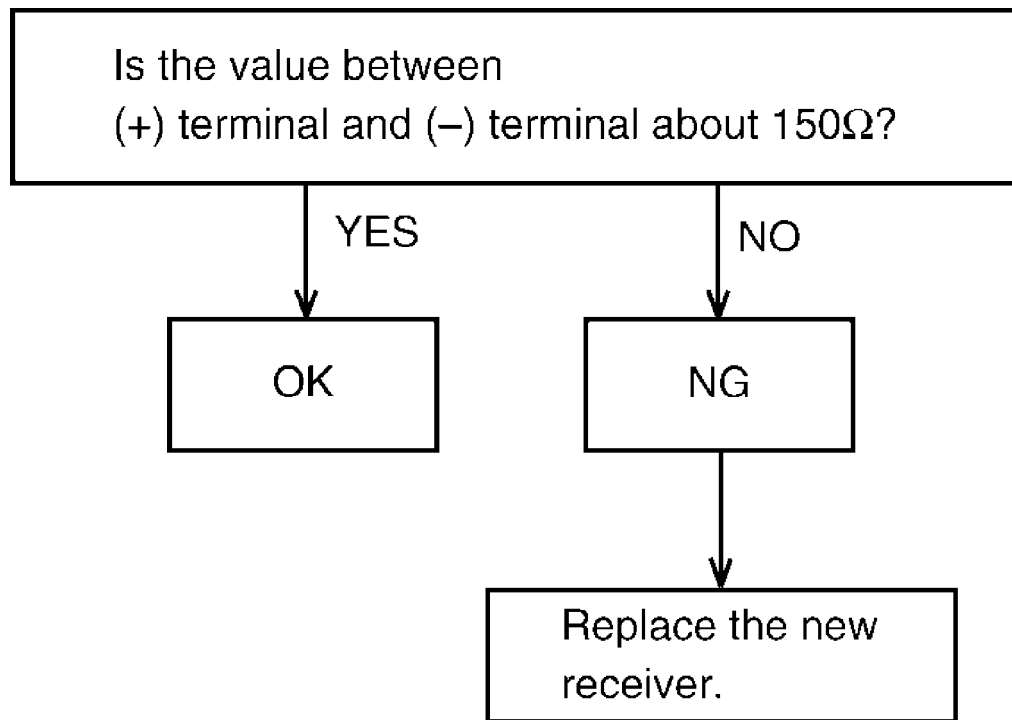 Is the value between
(+) terminal and (–) terminal about 150Ω?
YES
NO
OK
NG
Replace the new
receiver.